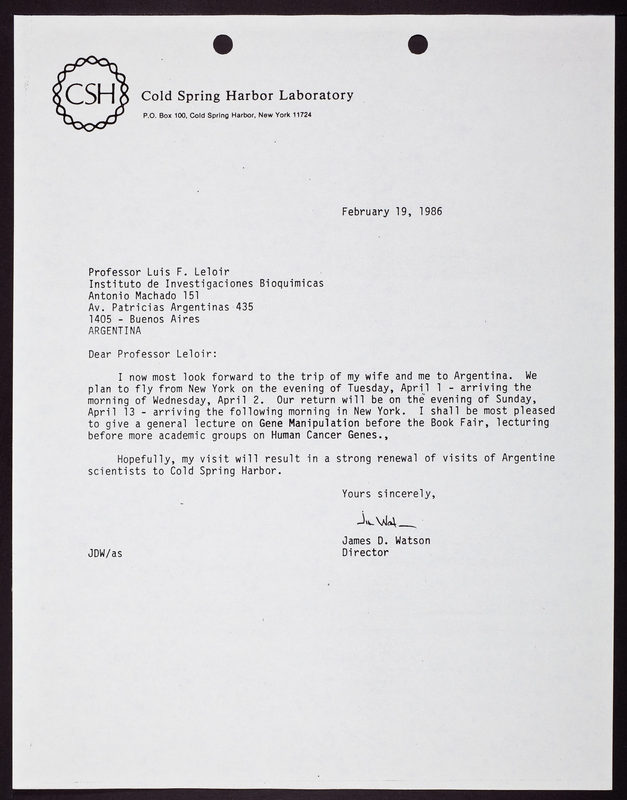 CSH
Cold Spring Harbor Laboratory
P.O. Box 100, Cold Spring Harbor, New York 11724
February 19, 1986
Professor Luis F. Leloir
Instituto de Investigaciones Bioquimicas
Antonio Machado 151
Av. Patricias Argentinas 435
1405 - Buenos Aires
ARGENTINA
Dear Professor Leloir:
I now most look forward to the trip of my wife and me to Argentina. We
plan to fly from New York on the evening of Tuesday, April 1 - arriving the
morning of Wednesday, April 2. Our return will be on the evening of Sunday,
April 13 - arriving the following morning in New York. I shall be most pleased
to give a general lecture on Gene Manipulation before the Book Fair, lecturing
before more academic groups on Human Cancer Genes.,
Hopefully, my visit will result in a strong renewal of visits of Argentine
scientists to Cold Spring Harbor.
Yours sincerely,
James D. Watson
JDW/as
Director